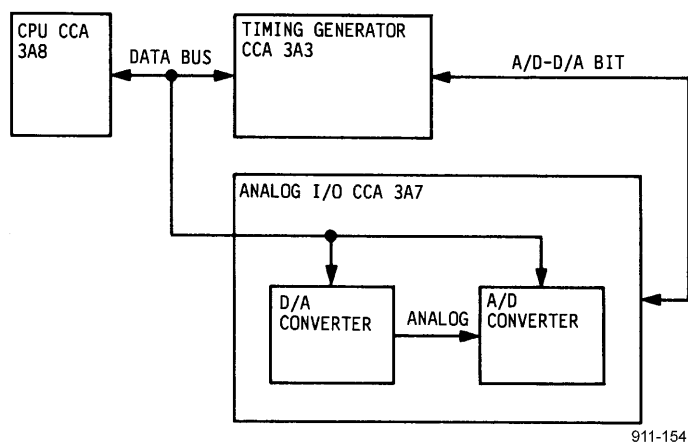 CPU CCA
3A8
DATA BUS
TIMING GENERATOR
CCA 3A3
A/D-D/A BIT
ANALOG I/O CCA 3A7
D/A
CONVERTER
ANALOG
A/D
CONVERTER
911-154